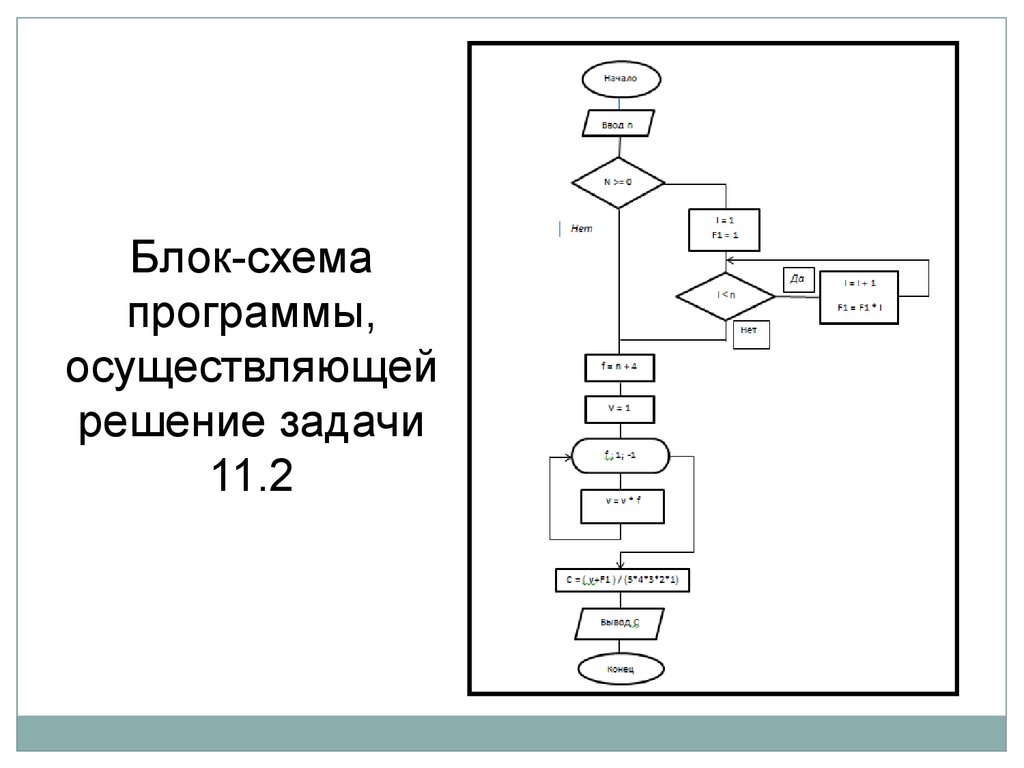 Блок-схема
программы,
осуществляющей
решение задачи
11.2
Начало
Ввод n
N >= 0
Нет
I = 1
F1 = 1
I < n
Да
I = I + 1
F1 = F1 * I
Нет
f = n + 4
V = 1
f ; 1; -1
v = v * f
C = ( v+F1 ) / (5*4*3*2*1)
Вывод C
Конец